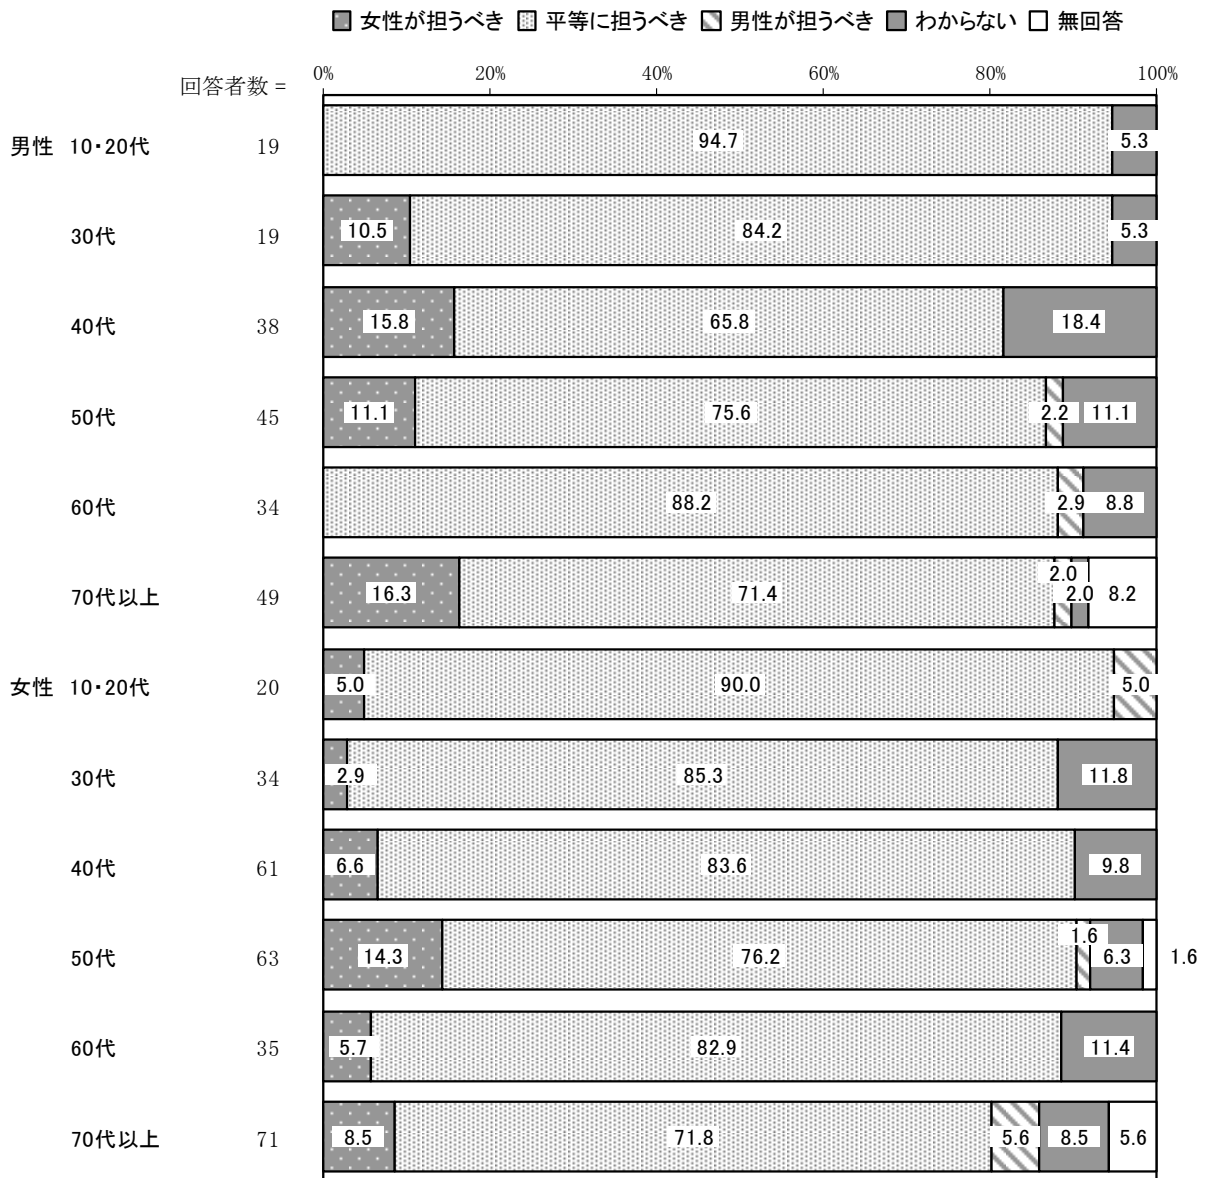 女性が担うべき 平等に担うべき 男性が担うべき わからない 無回答
回答者数 =
0% 20% 40% 60% 80% 100%
男性 10・20代 19 94.7 5.3
30代 19 10.5 84.2 5.3
40代 38 15.8 65.8 18.4
50代 45 11.1 75.6 2.2 11.1
60代 34 88.2 2.9 8.8
70代以上 49 16.3 71.4 2.0 2.0 8.2
女性 10・20代 20 5.0 90.0 5.0
30代 34 2.9 85.3 11.8
40代 61 6.6 83.6 9.8
50代 63 14.3 76.2 1.6 6.3 1.6
60代 35 5.7 82.9 11.4
70代以上 71 8.5 71.8 5.6 8.5 5.6